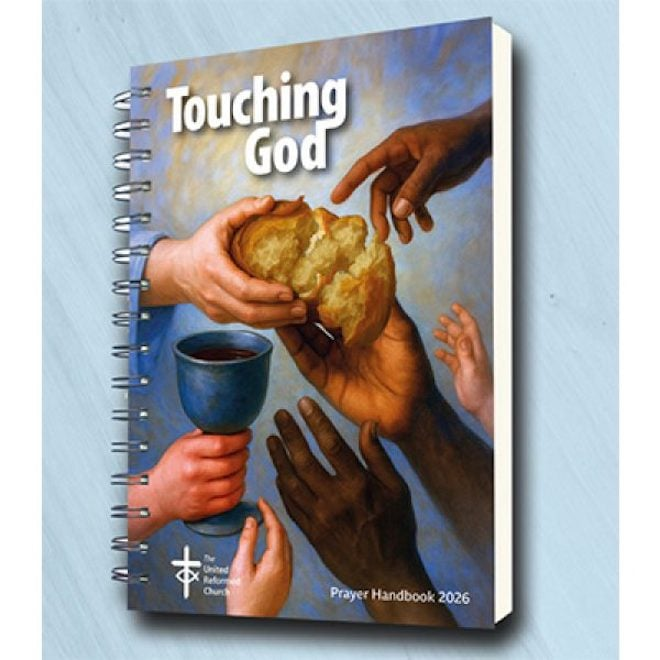 Touching
God
The
United
Reformed
Church
Prayer Handbook 2026